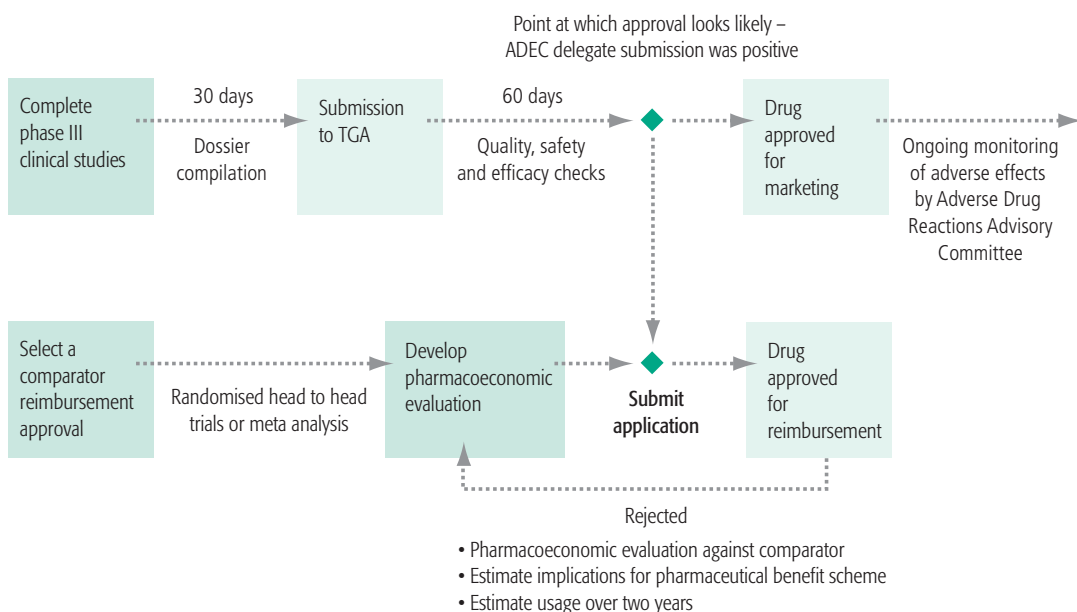 Point at which approval looks likely –
ADEC delegate submission was positive
Complete
phase III
clinical studies
30 days
Dossier
compilation
Submission
to TGA
60 days
Quality, safety
and efficacy checks
Drug
approved
for
marketing
Ongoing monitoring
of adverse effects
by Adverse Drug
Reactions Advisory
Committee
Select a
comparator
reimbursement
approval
Randomised head to head
trials or meta analysis
Develop
pharmacoeconomic
evaluation
Submit
application
Drug
approved
for
reimbursement
Rejected
• Pharmacoeconomic evaluation against comparator
• Estimate implications for pharmaceutical benefit scheme
• Estimate usage over two years